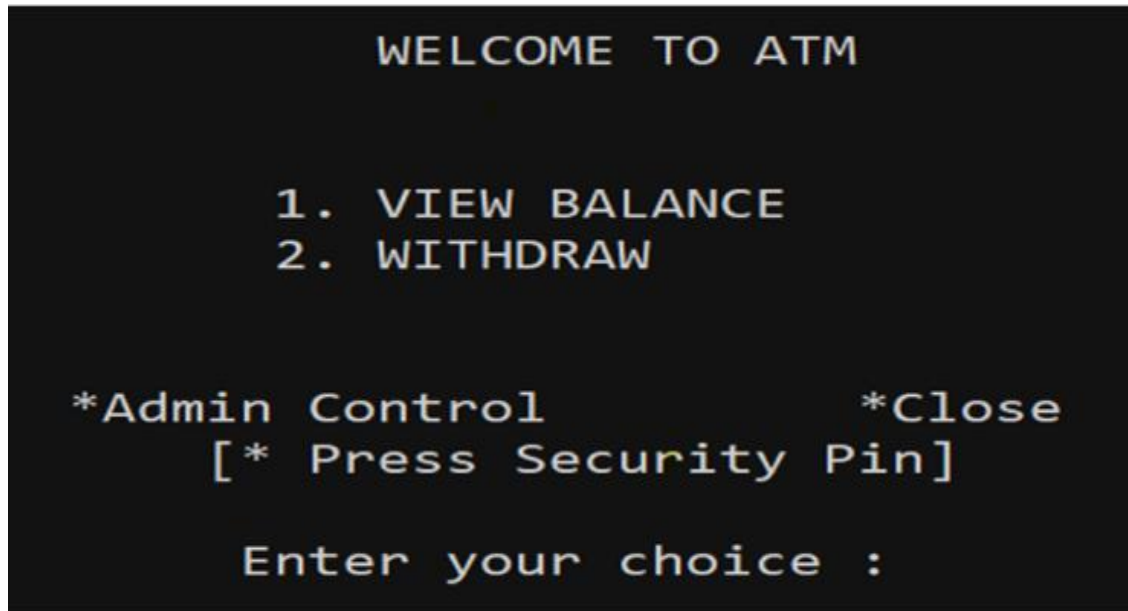 WELCOME TO ATM
1. VIEW BALANCE
2. WITHDRAW
*Admin Control *Close
[* Press Security Pin]
Enter your choice :